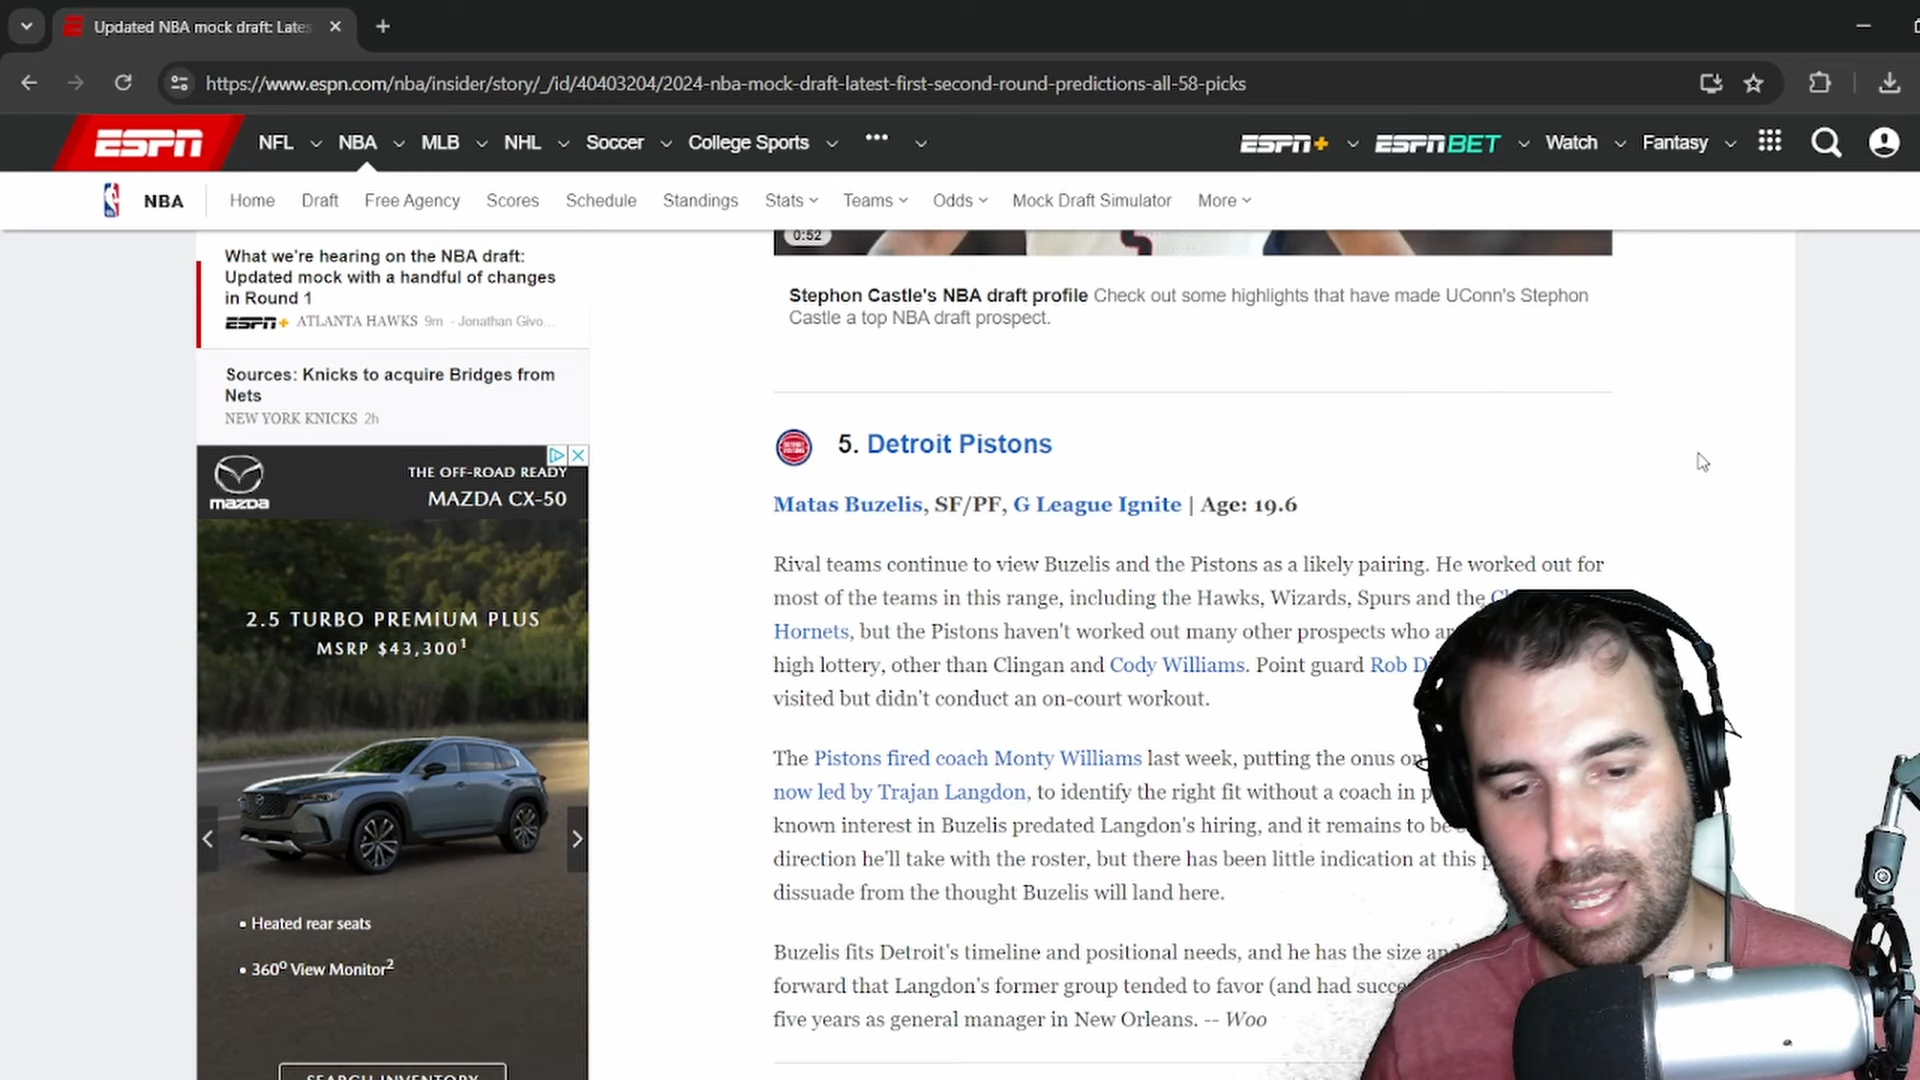 Updated NBA mock draft: Lates
https://www.espn.com/nba/insider/story/_/id/40403204/2024-nba-mock-draft-latest-first-second-round-predictions-all-58-picks
ESPN NFL NBA MLB NHL Soccer College Sports ••• ESPN+ ESPN BET Watch Fantasy
NBA Home Draft Free Agency Scores Schedule Standings Stats Teams Odds Mock Draft Simulator More
What we're hearing on the NBA draft:
Updated mock with a handful of changes
in Round 1
ESPN+ ATLANTA HAWKS 9m - Jonathan Givo...
Sources: Knicks to acquire Bridges from
Nets
NEW YORK KNICKS 2h
mazda
THE OFF-ROAD READY
MAZDA CX-50
2.5 TURBO PREMIUM PLUS
MSRP $43,300¹
• Heated rear seats
• 360º View Monitor²
SEARCH INVENTORY
0:52
Stephon Castle's NBA draft profile Check out some highlights that have made UConn's Stephon
Castle a top NBA draft prospect.
5. Detroit Pistons
Matas Buzelis, SF/PF, G League Ignite | Age: 19.6
Rival teams continue to view Buzelis and the Pistons as a likely pairing. He worked out for
most of the teams in this range, including the Hawks, Wizards, Spurs and the
Hornets, but the Pistons haven't worked out many other prospects who
high lottery, other than Clingan and Cody Williams. Point guard Rob
visited but didn't conduct an on-court workout.
The Pistons fired coach Monty Williams last week, putting the onus on
now led by Trajan Langdon, to identify the right fit without a coach in
known interest in Buzelis predated Langdon's hiring, and it remains to be
direction he'll take with the roster, but there has been little indication at this
dissuade from the thought Buzelis will land here.
Buzelis fits Detroit's timeline and positional needs, and he has the size
forward that Langdon's former group tended to favor (and had
five years as general manager in New Orleans. -- Woo